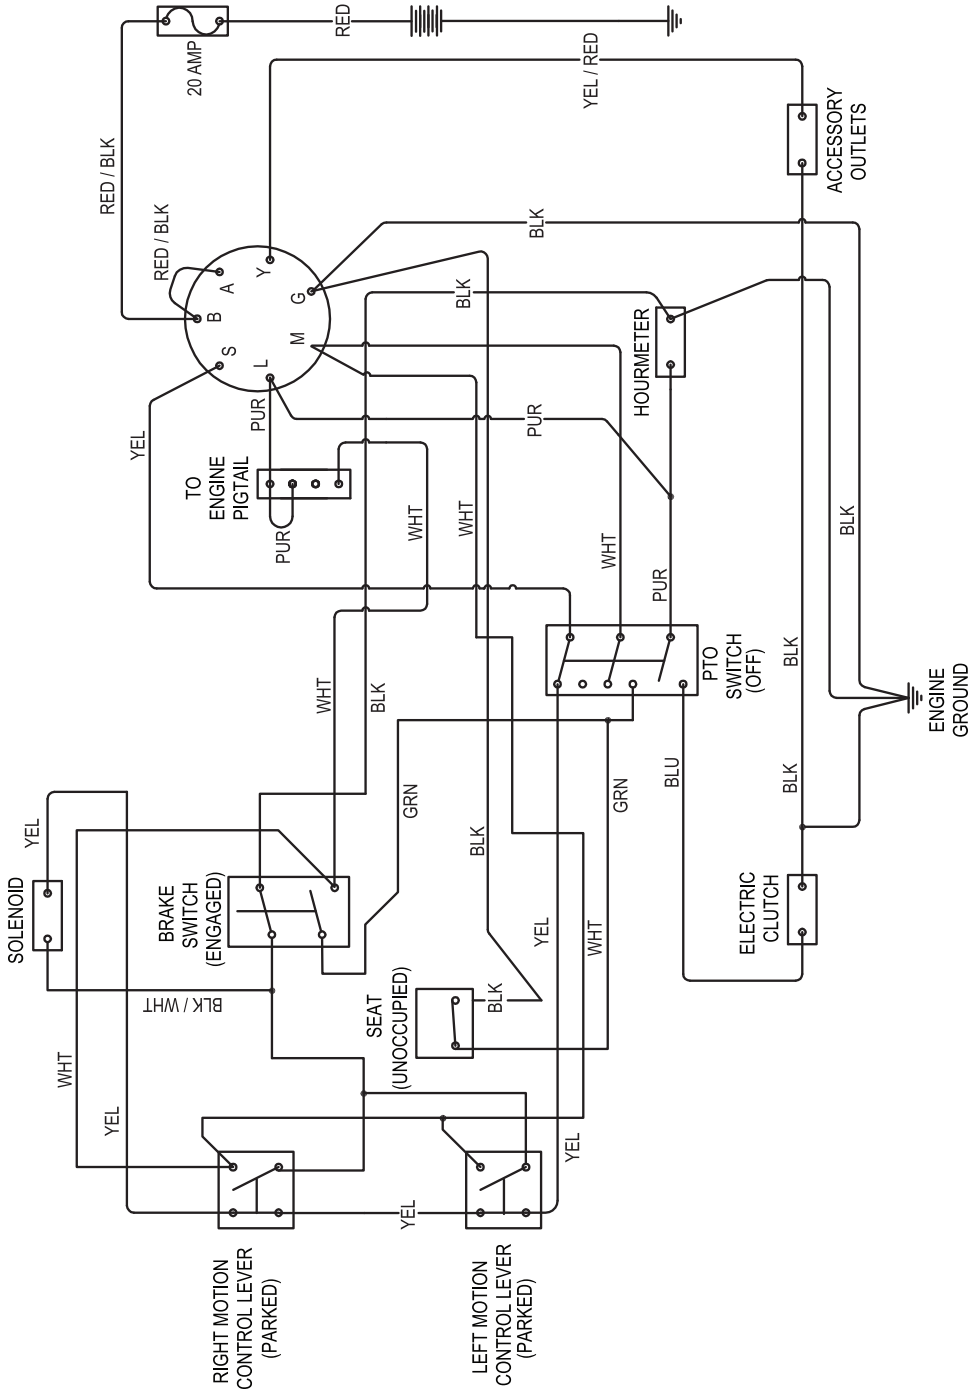 RED
20 AMP
YEL / RED
RED / BLK
RED / BLK
ACCESSORY
OUTLETS
BLK
A
Y
B
G
S
M
L
BLK
HOURMETER
YEL
PUR
PUR
TO
ENGINE
PIGTAIL
PUR
WHT
WHT
WHT
BLK
PUR
PTO
SWITCH
(OFF)
BLK
WHT
BLK
ENGINE
GROUND
GRN
GRN
BLU
BLK
YEL
BLK
SOLENOID
BRAKE
SWITCH
(ENGAGED)
ELECTRIC
CLUTCH
YEL
WHT
BLK / WHT
SEAT
(UNOCCUPIED)
BLK
WHT
YEL
YEL
YEL
RIGHT MOTION
CONTROL LEVER
(PARKED)
LEFT MOTION
CONTROL LEVER
(PARKED)